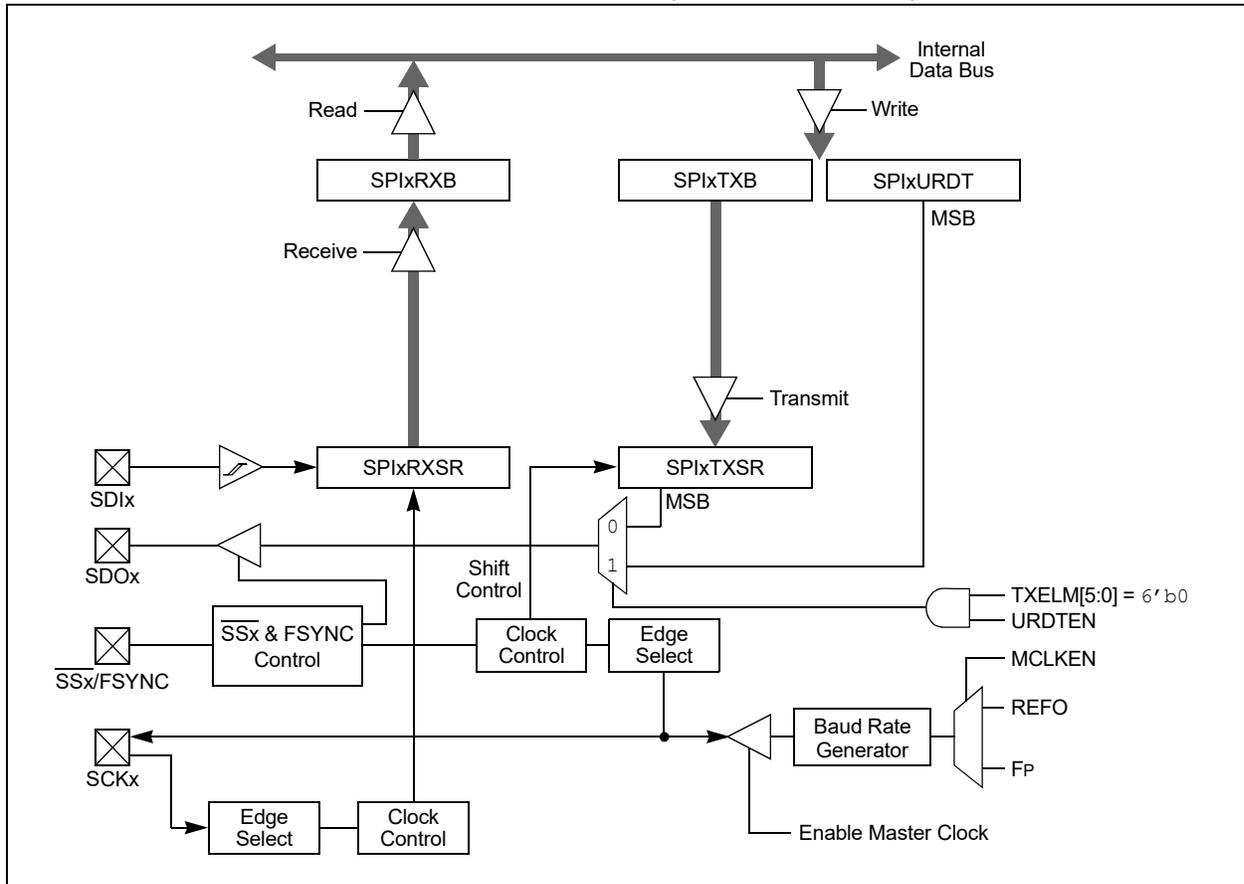 Internal
Data Bus
Read
Write
SPIxRXB
SPIxTXB
SPIxURDT
MSB
Receive
Transmit
SDIx
SPIxRXSR
SPIxTXSR
MSB
0
1
SDOx
Shift
Control
TXELM[5:0] = 6'b0
URDTEN
SSx & FSYNC
Control
Clock
Control
Edge
Select
SSx/FSYNC
MCLKEN
REFO
Baud Rate
Generator
FP
SCKx
Edge
Select
Clock
Control
Enable Master Clock